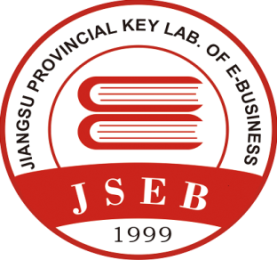 JIANGSU PROVINCIAL KEY LAB. OF E-BUSINESS
JSEB
1999